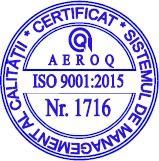 * CERTIFICAT * SISTEMUL DE MANAGEMENT AL CALITĂȚII
AEROQ
ISO 9001:2015
Nr. 1716